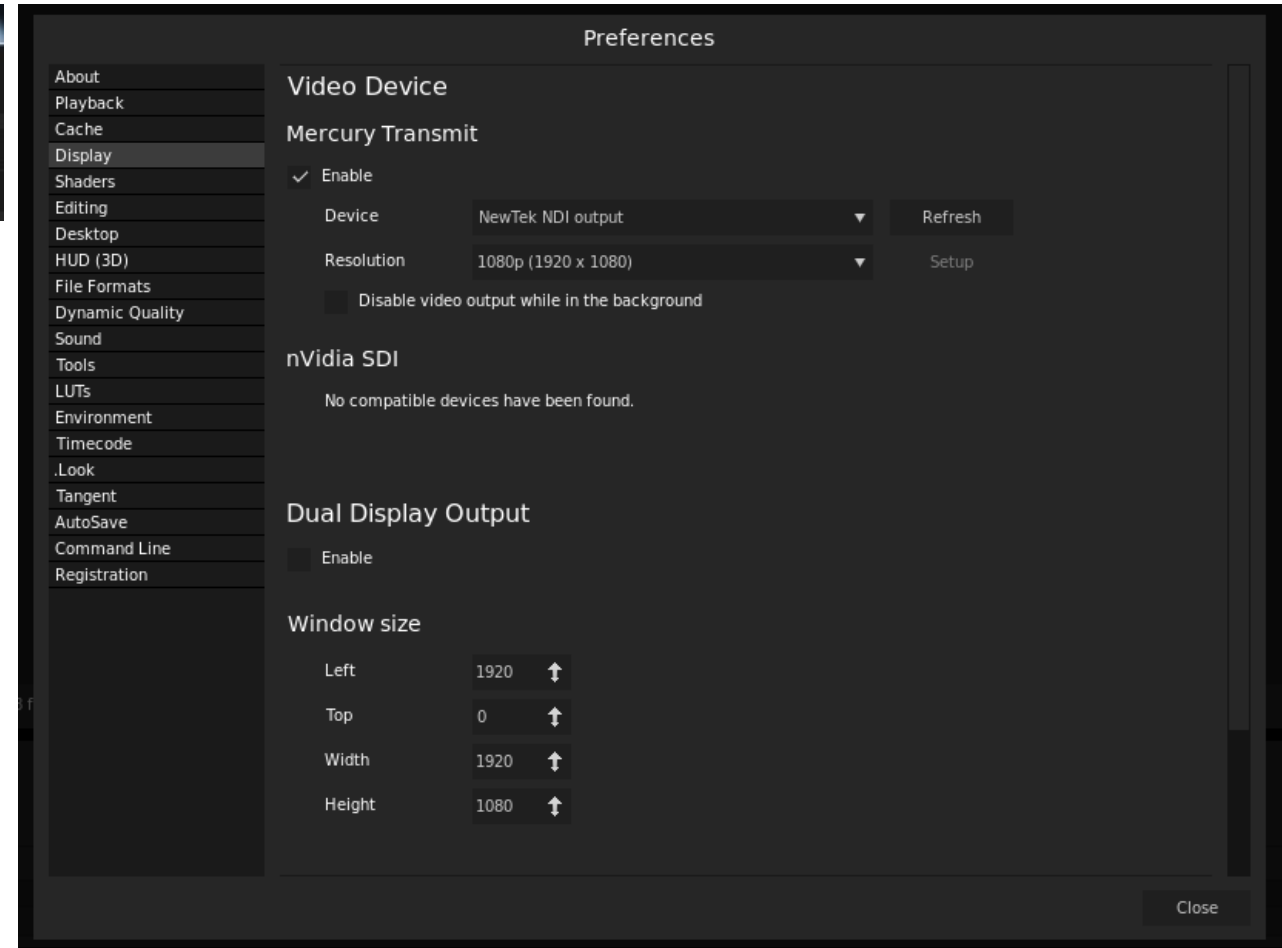 Preferences
About
Playback
Cache
Display
Shaders
Editing
Desktop
HUD (3D)
File Formats
Dynamic Quality
Sound
Tools
LUTs
Environment
Timecode
.Look
Tangent
AutoSave
Command Line
Registration
Video Device
Mercury Transmit
Enable
Device NewTek NDI output Refresh
Resolution 1080p (1920 x 1080) Setup
Disable video output while in the background
nVidia SDI
No compatible devices have been found.
Dual Display Output
Enable
Window size
Left 1920
Top 0
Width 1920
Height 1080
Close